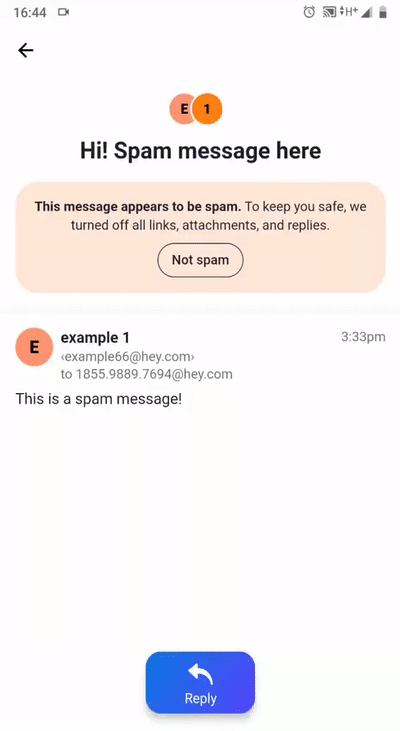 16:44
H+
E 1
Hi! Spam message here
This message appears to be spam. To keep you safe, we
turned off all links, attachments, and replies.
Not spam
E
example 1
3:33pm
‹example66@hey.com›
to 1855.9889.7694@hey.com
This is a spam message!
Reply